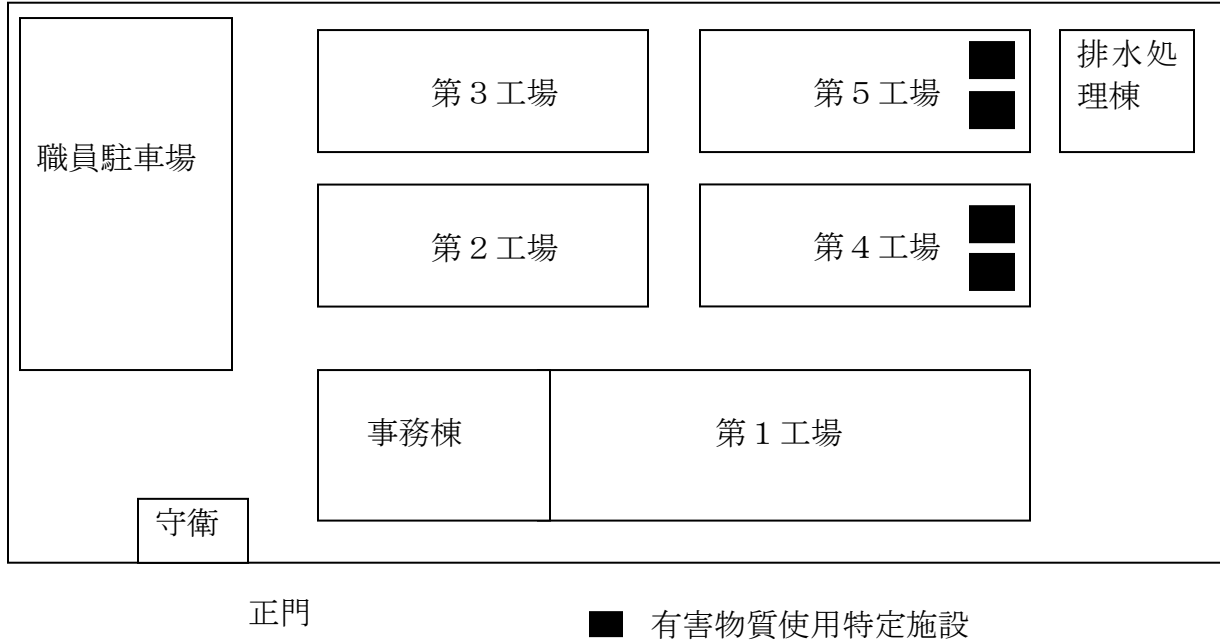 第３工場
第５工場
排水処
理棟
職員駐車場
第２工場
第４工場
事務棟
第１工場
守衛
正門
■ 有害物質使用特定施設